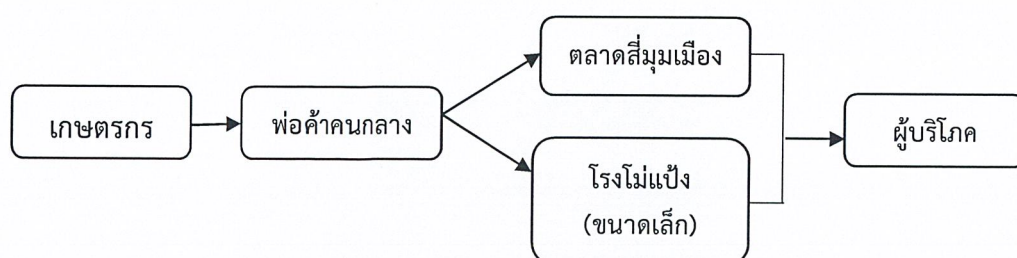 เกษตรกร
พ่อค้าคนกลาง
ตลาดสี่มุมเมือง
โรงโม่แป้ง
(ขนาดเล็ก)
ผู้บริโภค